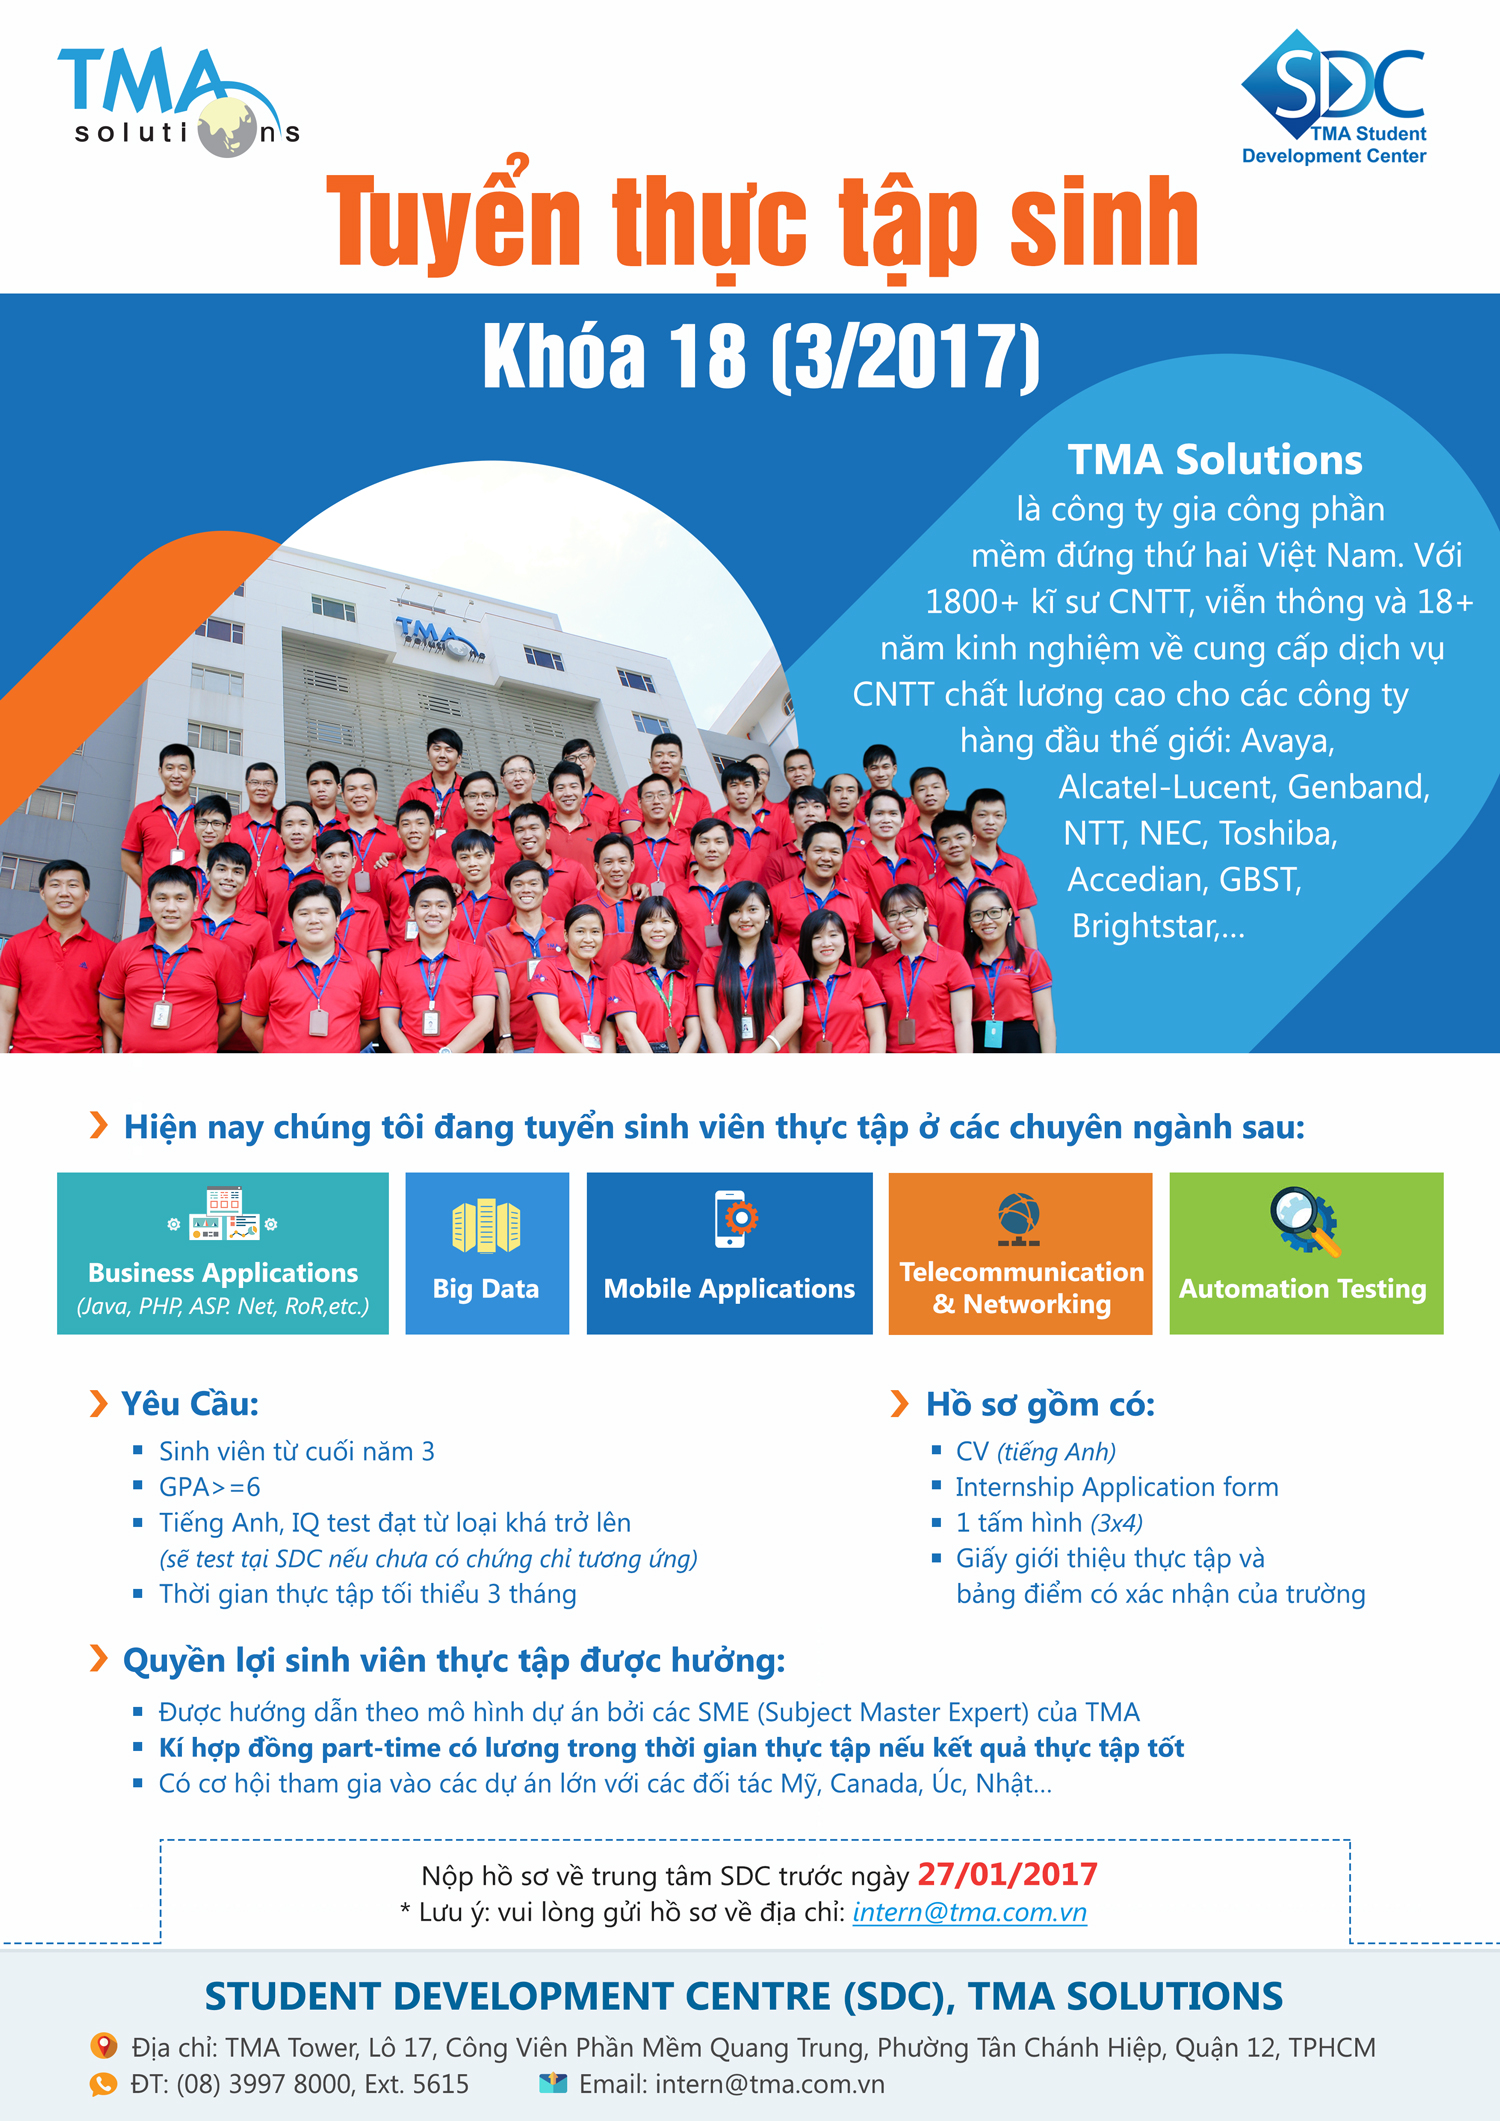 TMA
solutions
SDC
TMA Student
Development Center
Tuyển thực tập sinh
Khóa 18 (3/2017)
TMA Solutions
là công ty gia công phần
mềm đứng thứ hai Việt Nam. Với
1800+ kĩ sư CNTT, viễn thông và 18+
năm kinh nghiệm về cung cấp dịch vụ
CNTT chất lương cao cho các công ty
hàng đầu thế giới: Avaya,
Alcatel-Lucent, Genband,
NTT, NEC, Toshiba,
Accedian, GBST,
Brightstar,...
TMA
solutions
Hiện nay chúng tôi đang tuyển sinh viên thực tập ở các chuyên ngành sau:
Business Applications
(Java, PHP, ASP. Net, RoR,etc.)
Big Data
Mobile Applications
Telecommunication
& Networking
Automation Testing
Yêu Cầu:
Sinh viên từ cuối năm 3
GPA>=6
Tiếng Anh, IQ test đạt từ loại khá trở lên
(sẽ test tại SDC nếu chưa có chứng chỉ tương ứng)
Thời gian thực tập tối thiểu 3 tháng
Hồ sơ gồm có:
CV (tiếng Anh)
Internship Application form
1 tấm hình (3x4)
Giấy giới thiệu thực tập và
bảng điểm có xác nhận của trường
Quyền lợi sinh viên thực tập được hưởng:
Được hướng dẫn theo mô hình dự án bởi các SME (Subject Master Expert) của TMA
Kí hợp đồng part-time có lương trong thời gian thực tập nếu kết quả thực tập tốt
Có cơ hội tham gia vào các dự án lớn với các đối tác Mỹ, Canada, Úc, Nhật...
Nộp hồ sơ về trung tâm SDC trước ngày 27/01/2017
* Lưu ý: vui lòng gửi hồ sơ về địa chỉ: intern@tma.com.vn
STUDENT DEVELOPMENT CENTRE (SDC), TMA SOLUTIONS
Địa chỉ: TMA Tower, Lô 17, Công Viên Phần Mềm Quang Trung, Phường Tân Chánh Hiệp, Quận 12, TPHCM
ĐT: (08) 3997 8000, Ext. 5615 Email: intern@tma.com.vn